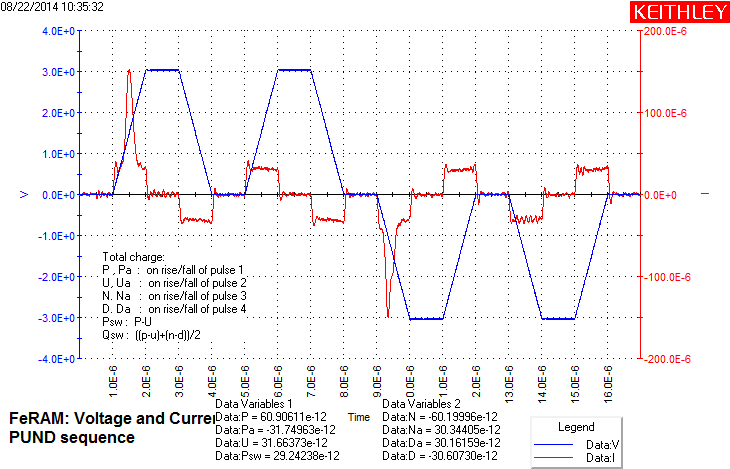 08/22/2014 10:35:32
KEITHLEY
4.0E+0
3.0E+0
2.0E+0
1.0E+0
0.0E+0
-1.0E+0
-2.0E+0
-3.0E+0
-4.0E+0
V
200.0E-6
100.0E-6
0.0E+0
-100.0E-6
-200.0E-6
I
Total charge:
P , Pa : on rise/fall of pulse 1
U, Ua : on rise/fall of pulse 2
N. Na : on rise/fall of pulse 3
D. Da : on rise/fall of pulse 4
Psw : P-U
Qsw : ((p-u)+(n-d))/2
1.0E-6
2.0E-6
3.0E-6
4.0E-6
5.0E-6
6.0E-6
7.0E-6
8.0E-6
9.0E-6
0.0E-6
11.0E-6
2.0E-6
13.0E-6
14.0E-6
15.0E-6
16.0E-6
FeRAM: Voltage and Currer
PUND sequence
Data Variables 1
Data:P = 60.90611e-12
Data:Pa = -31.74963e-12
Data:U = 31.66373e-12
Data:Psw = 29.24238e-12
Time
Data Variables 2
Data:N = -60.19996e-12
Data:Na = 30.34405e-12
Data:Da = 30.16159e-12
Data:D = -30.60730e-12
Legend
Data:V
Data:I